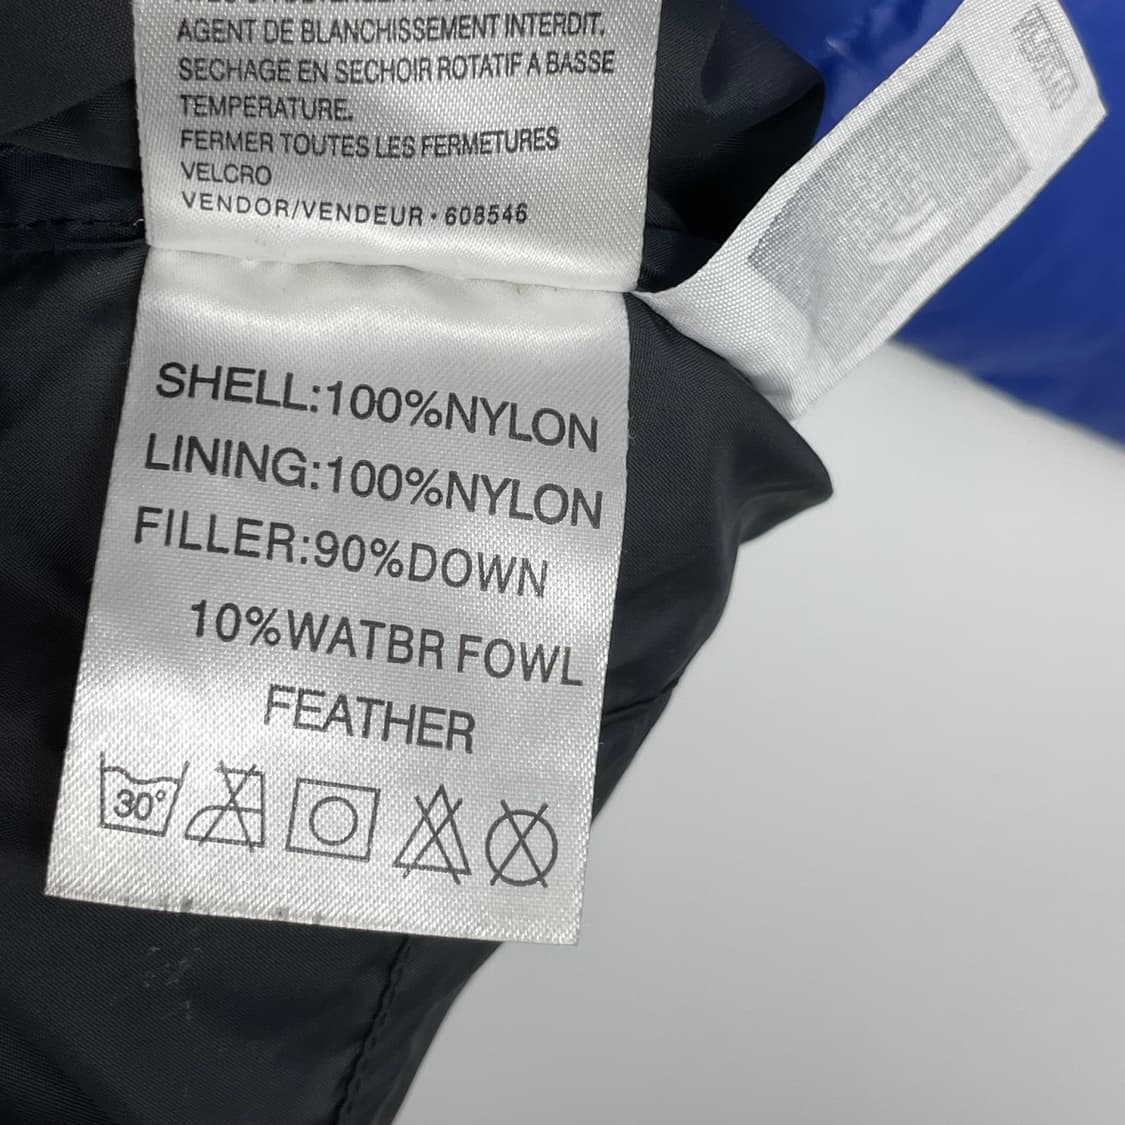 AGENT DE BLANCHISSEMENT INTERDIT.
SECHAGE EN SECHOIR ROTATIF A BASSE
TEMPERATURE.
FERMER TOUTES LES FERMETURES
VELCRO
VENDOR/VENDEUR · 608546
SHELL:100%NYLON
LINING:100%NYLON
FILLER:90%DOWN
10%WATBR FOWL
FEATHER
30°